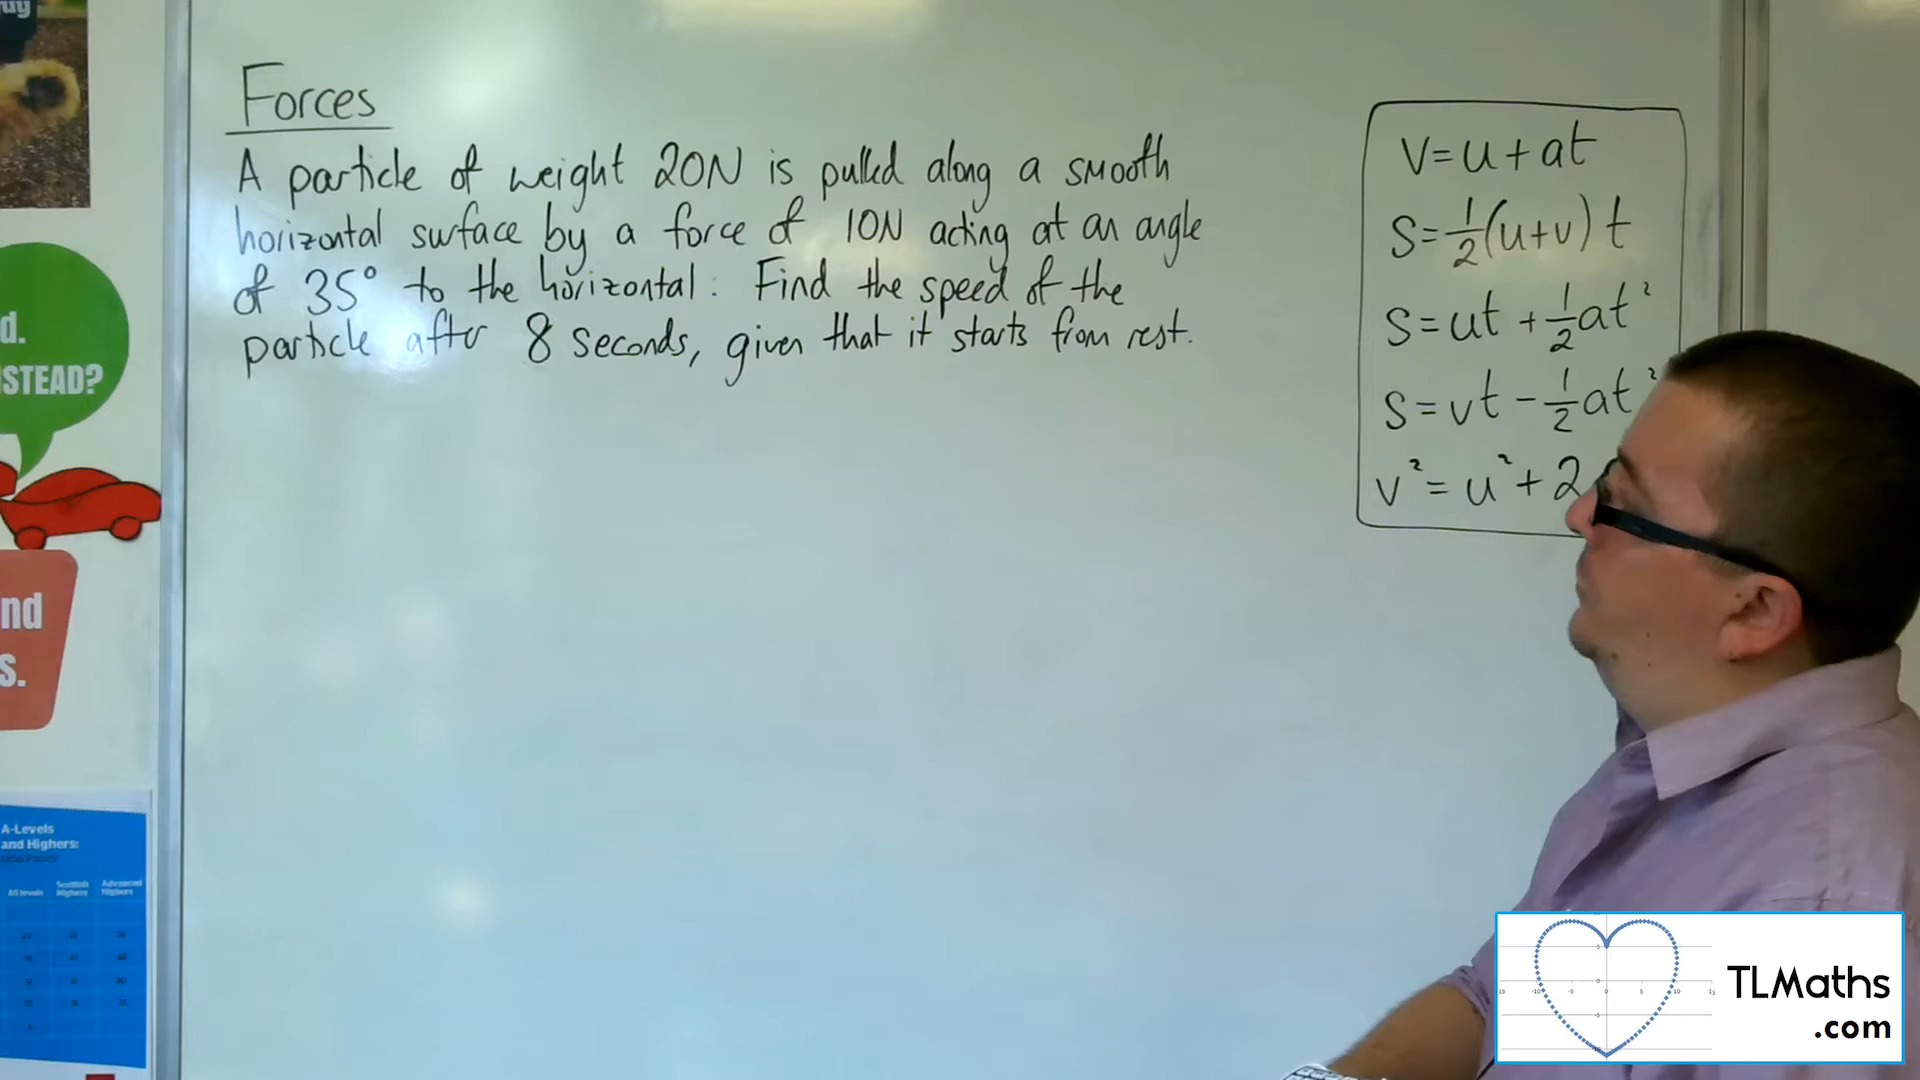 Forces
A particle of weight 20N is pulled along a smooth
horizontal surface by a force of 10N acting at an angle
of 35° to the horizontal. Find the speed of the
particle after 8 seconds, given that it starts from rest.
v=u+at
s=½(u+v)t
s=ut+½at²
s=vt-½at²
v²=u²+2
d.
STEAD?
nd
s.
A-Levels
and Highers:
AS levels
Scottish Highers
Advanced Highers
TLMaths
.com